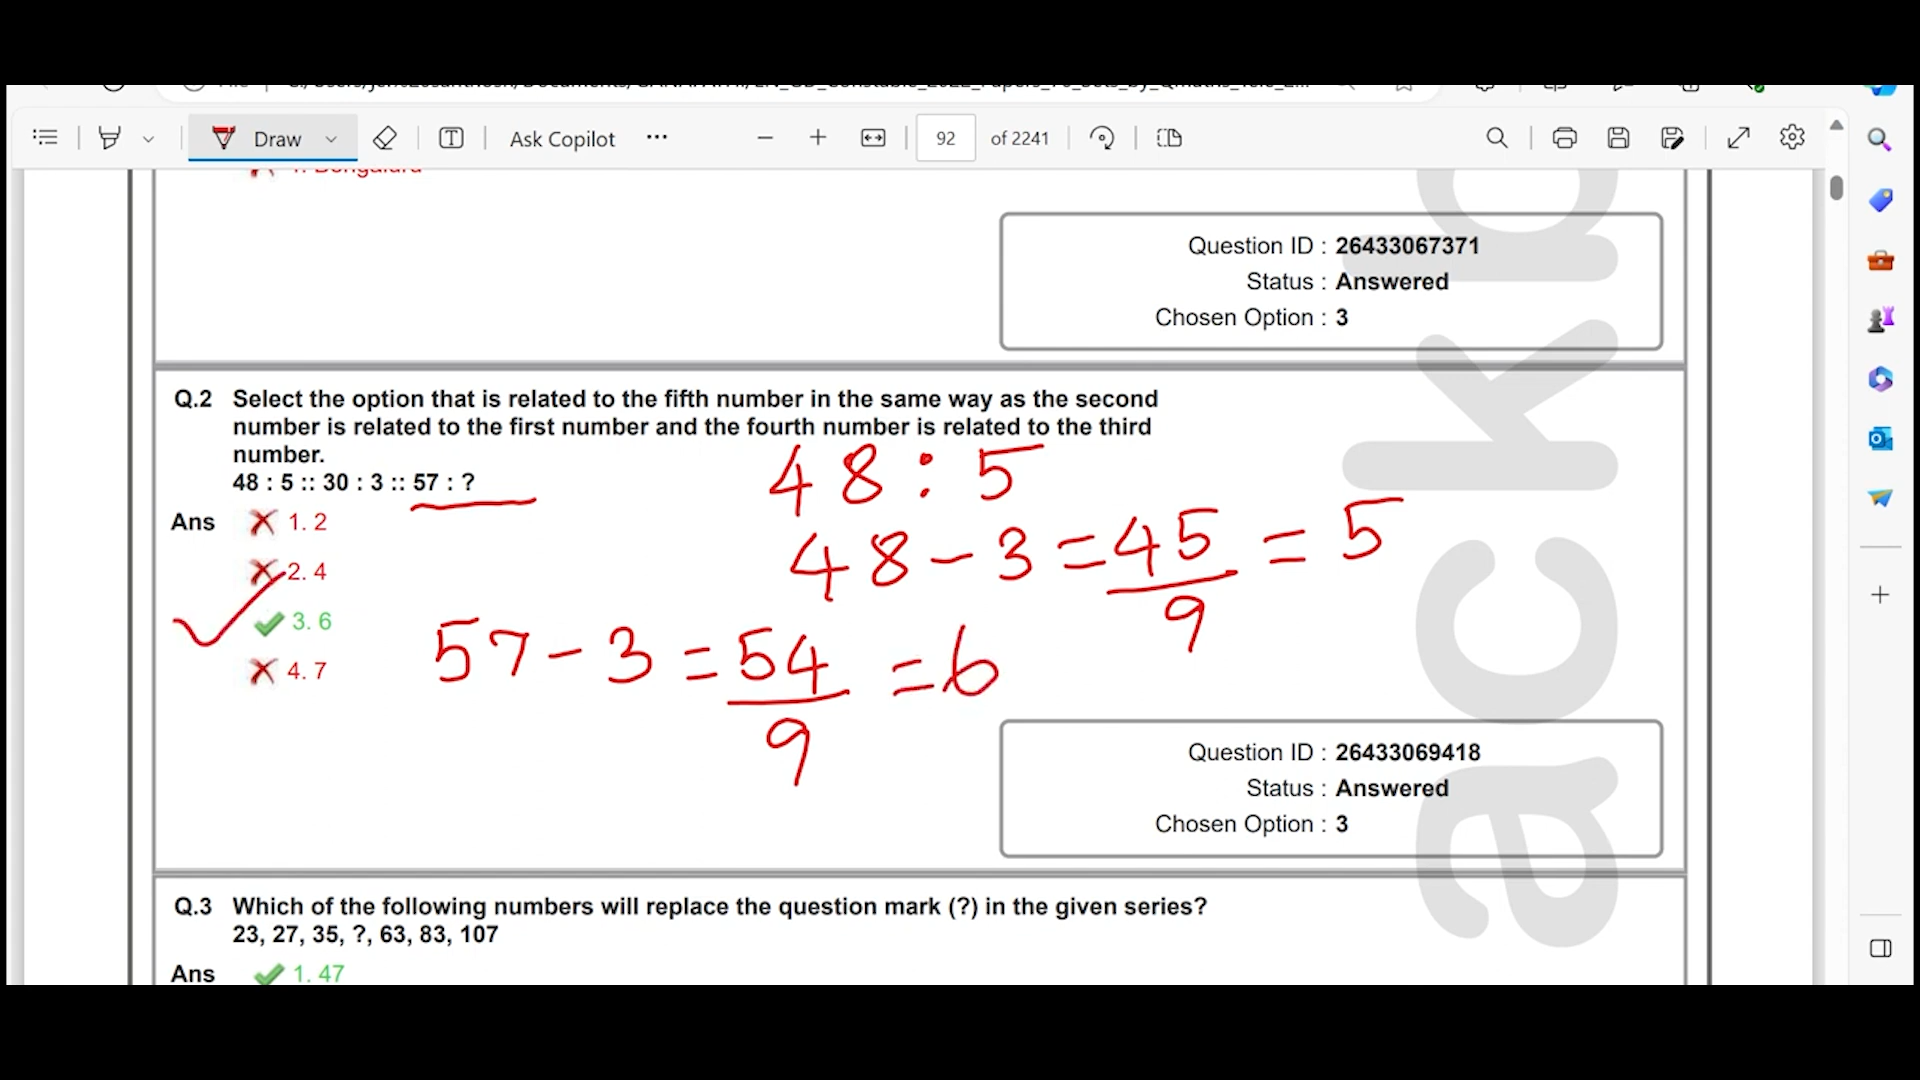 Draw
Ask Copilot
92 of 2241
Question ID : 26433067371
Status : Answered
Chosen Option : 3
Q.2 Select the option that is related to the fifth number in the same way as the second
number is related to the first number and the fourth number is related to the third
number.
48 : 5 :: 30 : 3 :: 57 : ?
48 : 5
Ans 1. 2
48 - 3 = 45/9 = 5
2. 4
3. 6
57 - 3 = 54/9 = 6
4. 7
Question ID : 26433069418
Status : Answered
Chosen Option : 3
Q.3 Which of the following numbers will replace the question mark (?) in the given series?
23, 27, 35, ?, 63, 83, 107
Ans 1. 47
ack